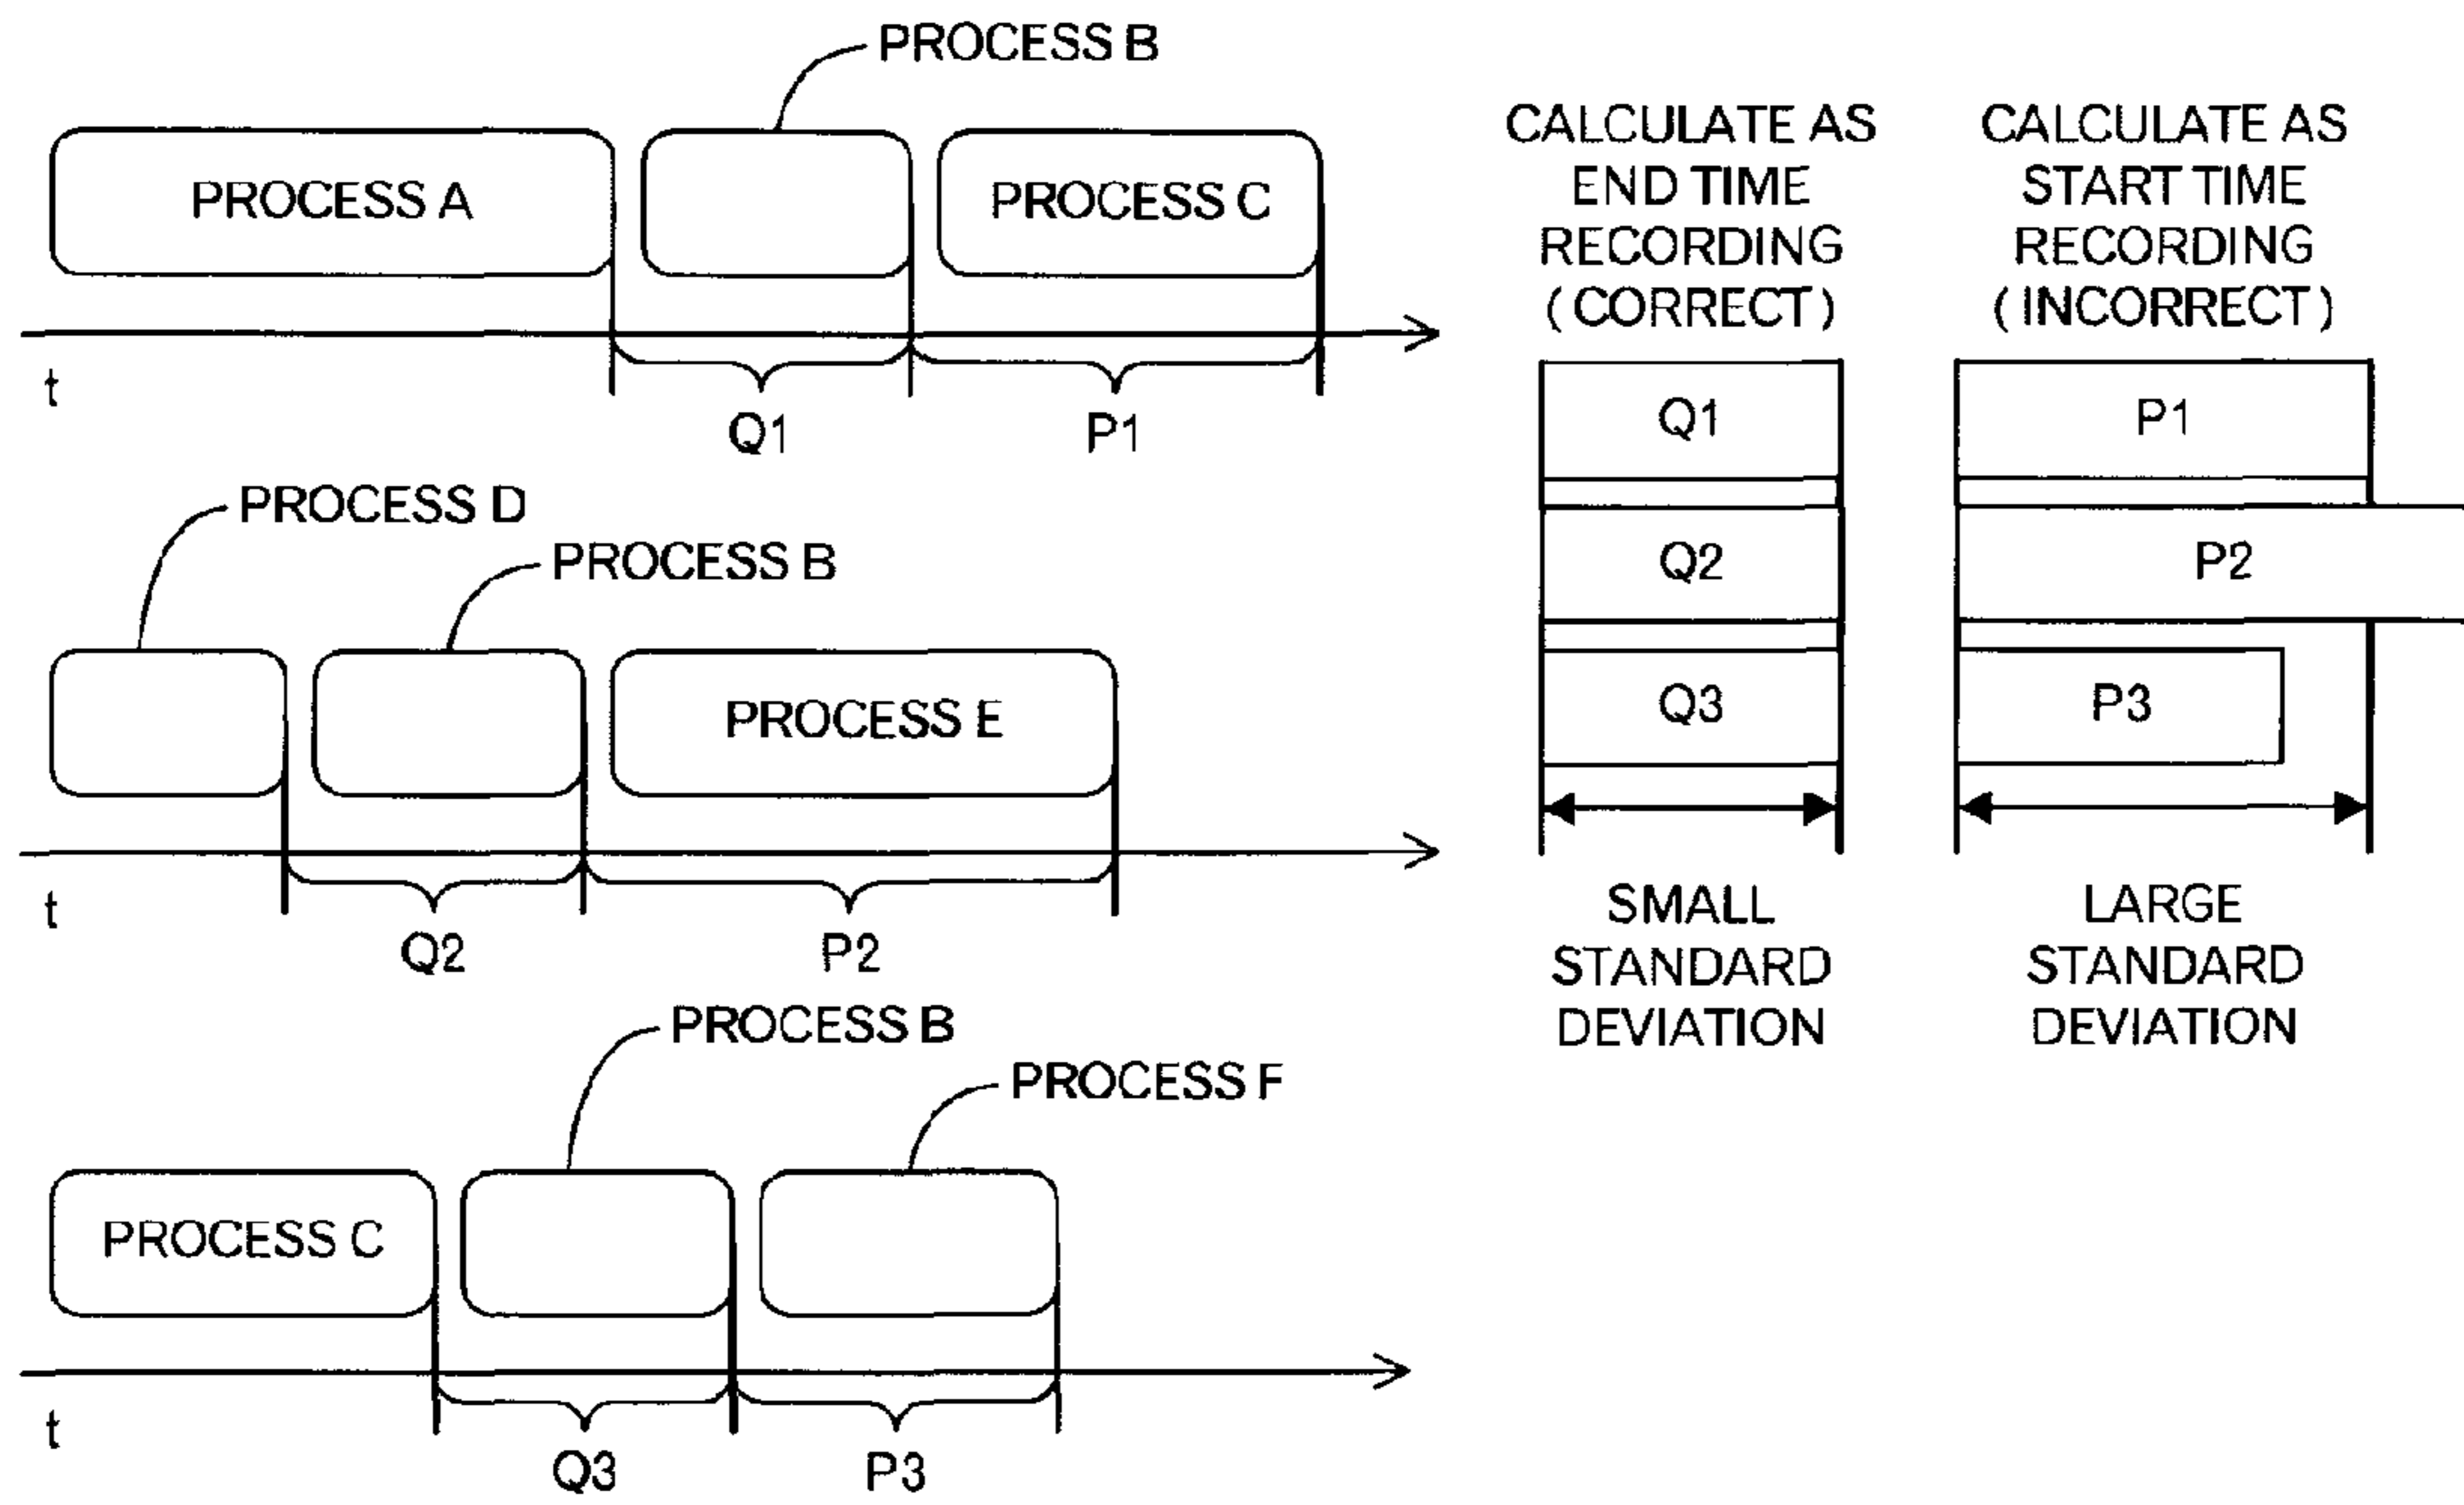 PROCESS B
PROCESS A
PROCESS C
t
Q1
P1
PROCESS D
PROCESS B
PROCESS E
t
Q2
P2
PROCESS B
PROCESS F
PROCESS C
t
Q3
P3
CALCULATE AS
END TIME
RECORDING
(CORRECT)
Q1
Q2
Q3
SMALL
STANDARD
DEVIATION
CALCULATE AS
START TIME
RECORDING
(INCORRECT)
P1
P2
P3
LARGE
STANDARD
DEVIATION